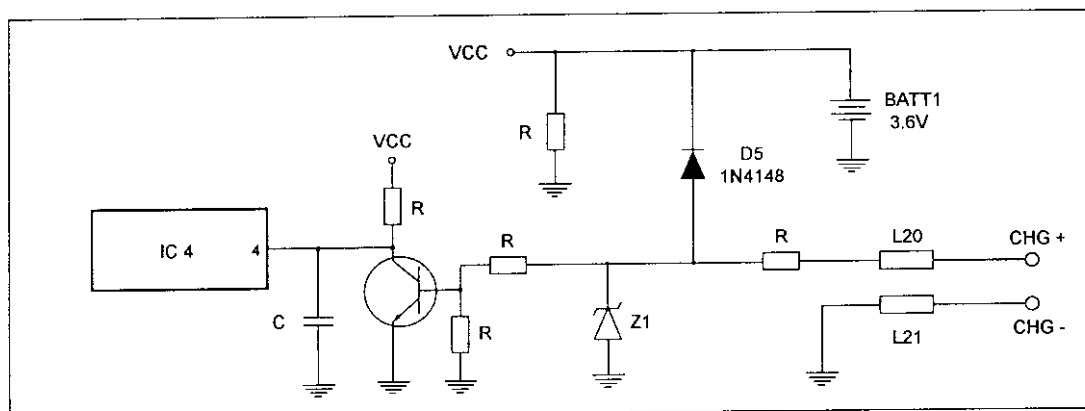 VCC
R
BATT1
3.6V
D5
1N4148
VCC
R
IC 4
4
C
R
R
Z1
R
L20
CHG +
L21
CHG -